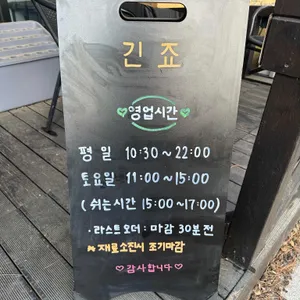 긴죠
영업시간
평일 10:30~22:00
토요일 11:00~15:00
(쉬는시간 15:00~17:00)
· 라스트오더 : 마감 30분전
※ 재료소진시 조기마감
♡감사합니다♡